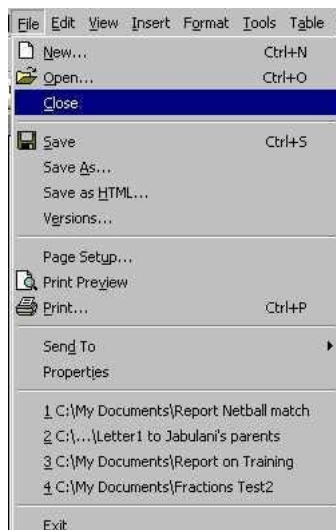 File Edit View Insert Format Tools Table
New... Ctrl+N
Open... Ctrl+O
Close
Save Ctrl+S
Save As...
Save as HTML...
Versions...
Page Setup...
Print Preview
Print... Ctrl+P
Send To
Properties
1 C:\My Documents\Report Netball match
2 C:\...\Letter1 to Jabulani's parents
3 C:\My Documents\Report on Training
4 C:\My Documents\Fractions Test2
Exit